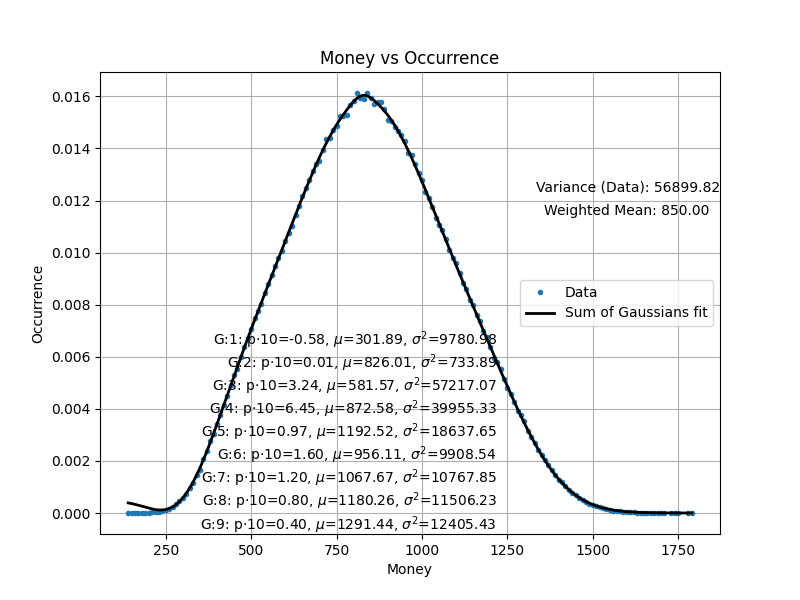 Money vs Occurrence
0.016
0.014
0.012
0.010
0.008
0.006
0.004
0.002
0.000
Occurrence
Variance (Data): 56899.82
Weighted Mean: 850.00
Data
Sum of Gaussians fit
G:1: p·10=-0.58, μ=301.89, σ²=9780.98
G:2: p·10=0.01, μ=826.01, σ²=733.89
G:3: p·10=3.24, μ=581.57, σ²=57217.07
G:4: p·10=6.45, μ=872.58, σ²=39955.33
G:5: p·10=0.97, μ=1192.52, σ²=18637.65
G:6: p·10=1.60, μ=956.11, σ²=9908.54
G:7: p·10=1.20, μ=1067.67, σ²=10767.85
G:8: p·10=0.80, μ=1180.26, σ²=11506.23
G:9: p·10=0.40, μ=1291.44, σ²=12405.43
250 500 750 1000 1250 1500 1750
Money